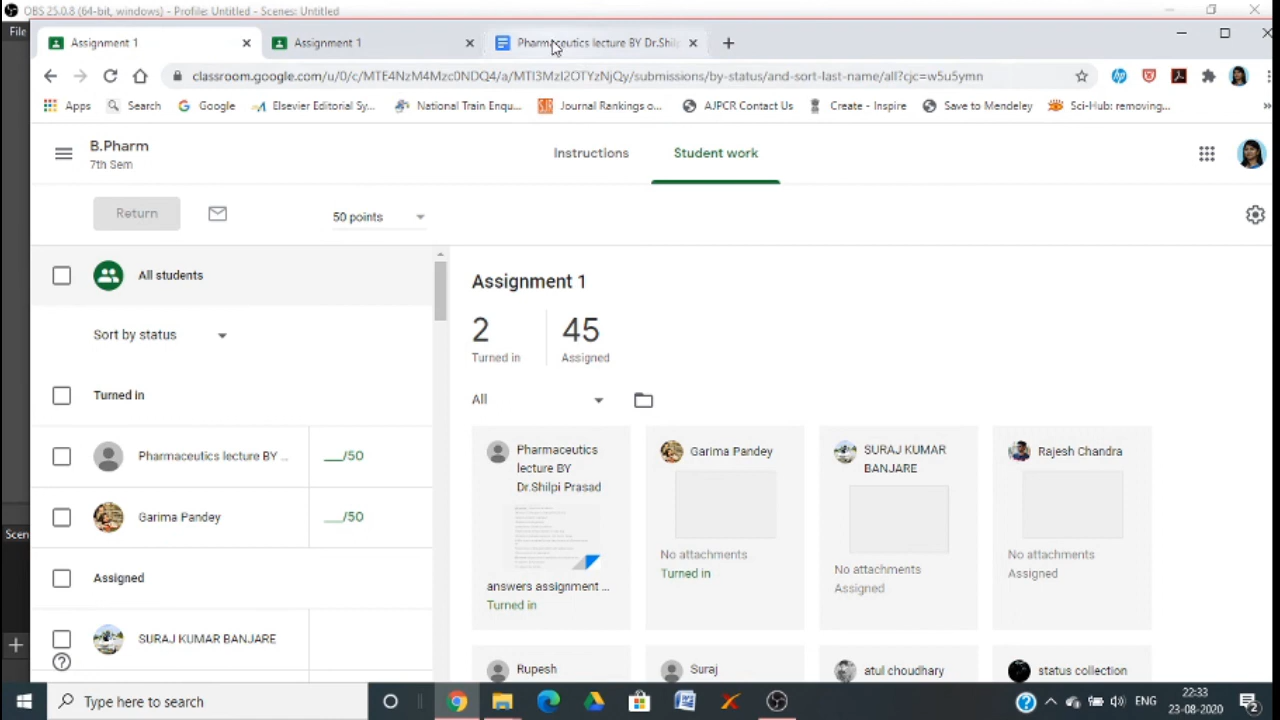 OBS 25.0.8 (64-bit, windows) - Profile: Untitled - Scenes: Untitled
File
Assignment 1
Assignment 1
Pharmaceutics lecture BY Dr.Shil
classroom.google.com/u/0/c/MTE4NzM4Mzc0NDQ4/a/MTI3MzI2OTYzNjQy/submissions/by-status/and-sort-last-name/all?cjc=w5u5ymn
Apps
Search
Google
Elsevier Editorial Sy...
National Train Enqu...
Journal Rankings o...
AJPCR Contact Us
Create - Inspire
Save to Mendeley
Sci-Hub: removing...
B.Pharm
7th Sem
Instructions
Student work
Return
50 points
All students
Sort by status
Turned in
Pharmaceutics lecture BY ...
__/50
Garima Pandey
__/50
Assigned
SURAJ KUMAR BANJARE
Scen
Assignment 1
2
Turned in
45
Assigned
All
Pharmaceutics
lecture BY
Dr.Shilpi Prasad
answers assignment ...
Turned in
Garima Pandey
No attachments
Turned in
SURAJ KUMAR
BANJARE
No attachments
Assigned
Rajesh Chandra
No attachments
Assigned
Rupesh
Suraj
atul choudhary
status collection
Type here to search
ENG
22:33
23-08-2020
2